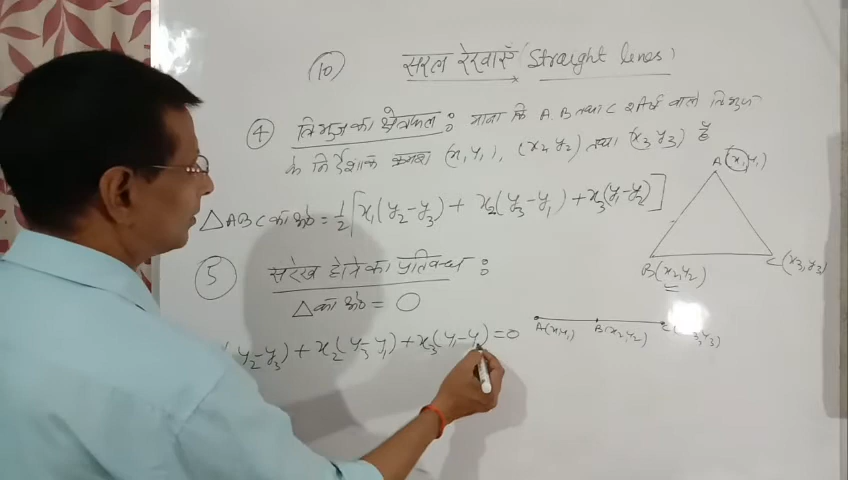 (10) सरल रेखाएँ (Straight lines)
(4) त्रिभुज का क्षेत्रफल : माना कि A, B तथा C शीर्ष वाले त्रिभुज
के निर्देशांक क्रमशः (x₁, y₁), (x₂, y₂) तथा (x₃, y₃) है
△ABC का क्षे० = 1/2 [x₁(y₂-y₃) + x₂(y₃-y₁) + x₃(y₁-y₂)]
A(x₁, y₁)
B(x₂, y₂)
C(x₃, y₃)
(5) सरेख होने का प्रतिबन्ध :
△ का क्षे० = 0
(y₂-y₃) + x₂(y₃-y₁) + x₃(y₁-y₂) = 0
A(x₁, y₁) B(x₂, y₂) C(x₃, y₃)